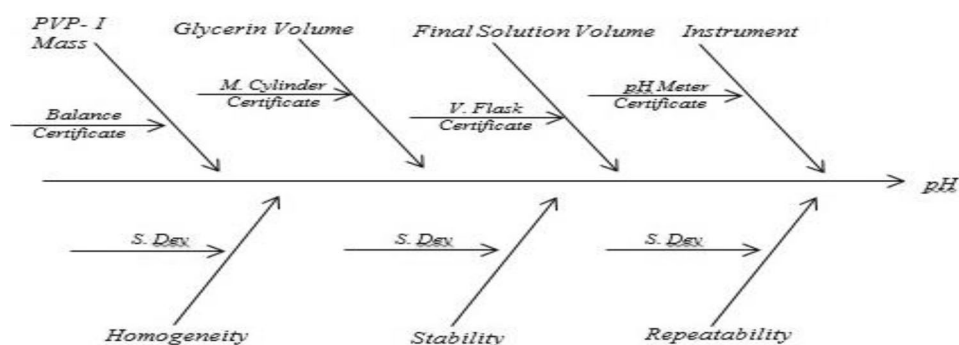 PVP- I
Mass
Glycerin Volume
Final Solution Volume
Instrument
M. Cylinder
Certificate
pH Meter
Certificate
Balance
Certificate
V. Flask
Certificate
pH
S. Dev
S. Dev
S. Dev
Homogeneity
Stability
Repeatability